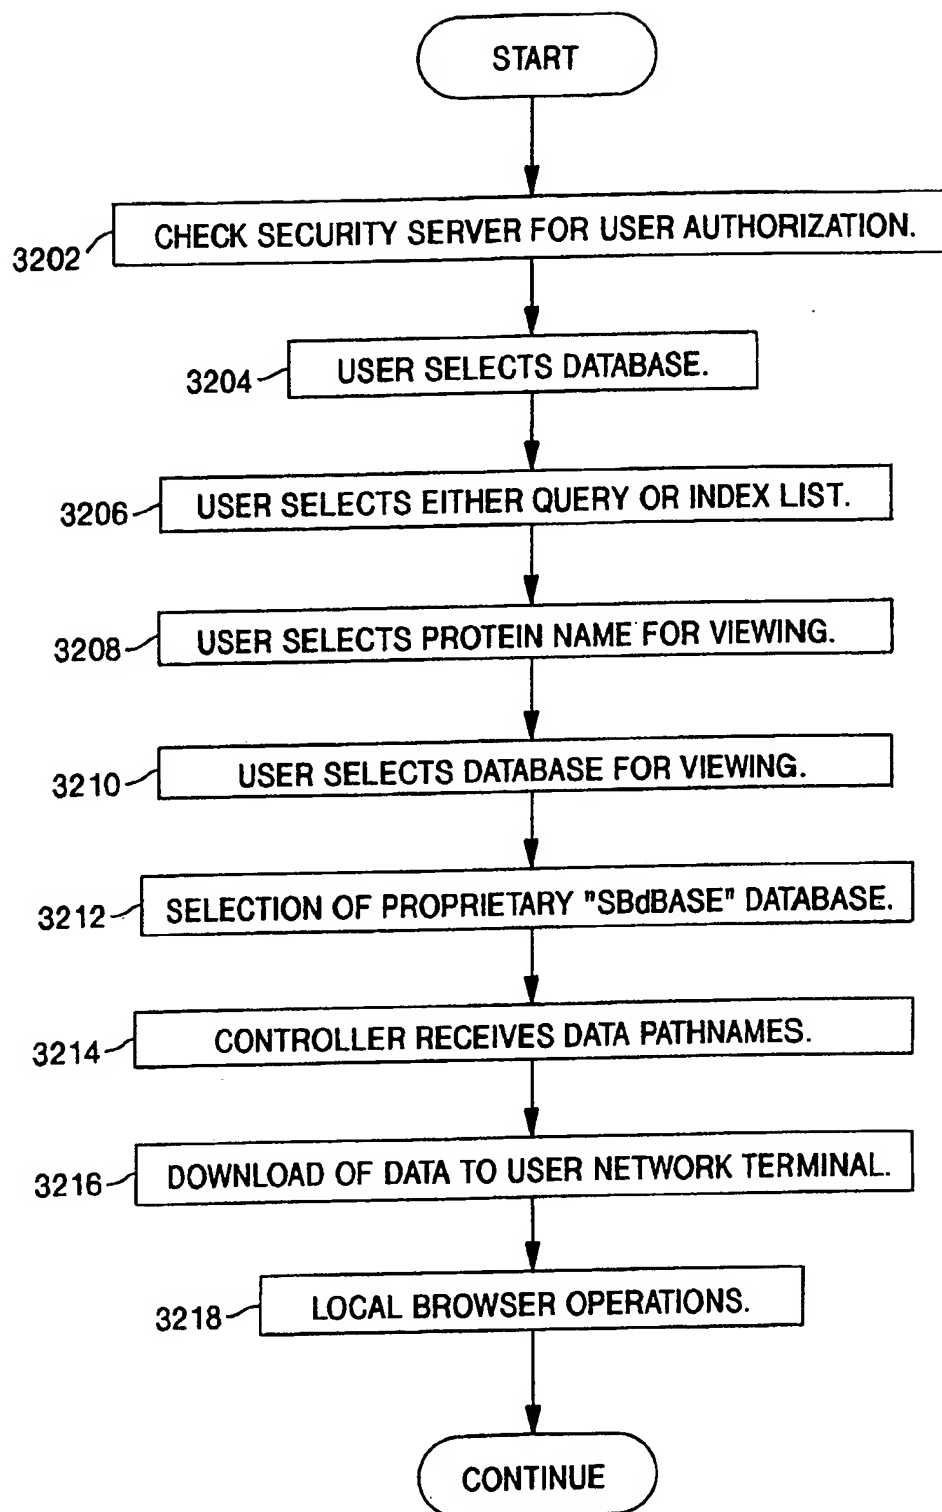 START
3202 CHECK SECURITY SERVER FOR USER AUTHORIZATION.
3204 USER SELECTS DATABASE.
3206 USER SELECTS EITHER QUERY OR INDEX LIST.
3208 USER SELECTS PROTEIN NAME FOR VIEWING.
3210 USER SELECTS DATABASE FOR VIEWING.
3212 SELECTION OF PROPRIETARY "SBdBASE" DATABASE.
3214 CONTROLLER RECEIVES DATA PATHNAMES.
3216 DOWNLOAD OF DATA TO USER NETWORK TERMINAL.
3218 LOCAL BROWSER OPERATIONS.
CONTINUE